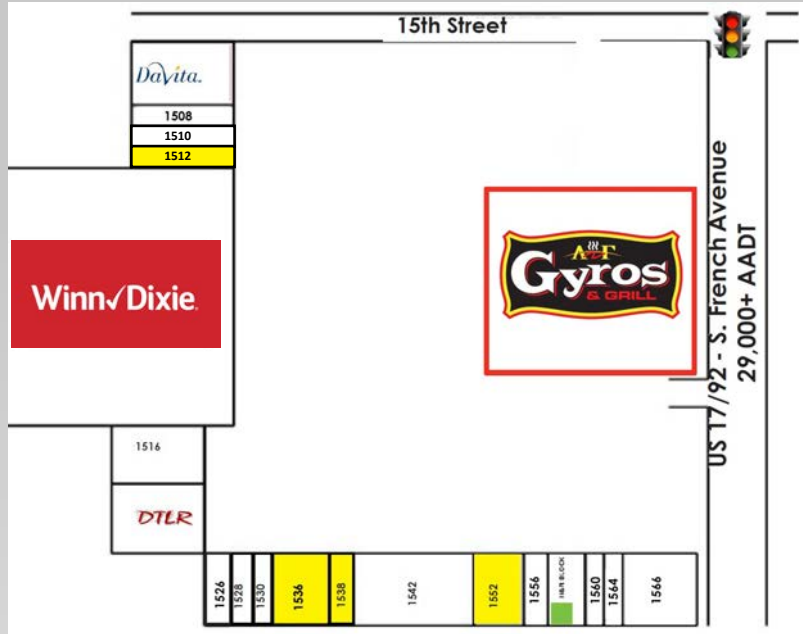 15th Street
DaVita.
1508
1510
1512
Winn✓Dixie
A&F
Gyros
& GRILL
US 17/92 - S. French Avenue
29,000+ AADT
1516
DTLR
1526
1528
1530
1536
1538
1542
1552
1556
H&R BLOCK
1560
1564
1566